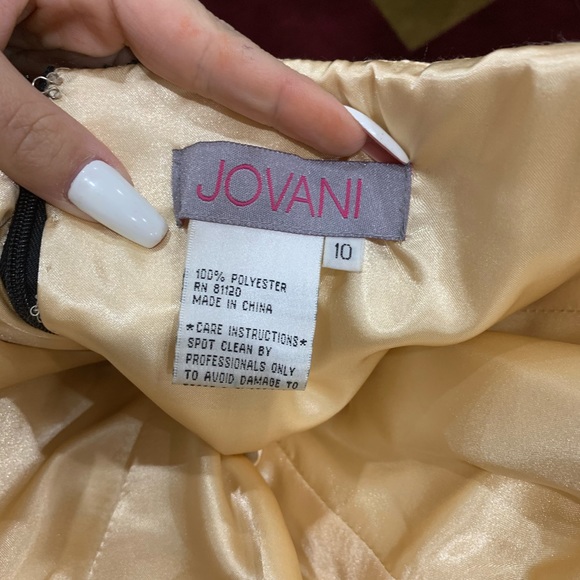 JOVANI
10
100% POLYESTER
RN 81120
MADE IN CHINA
*CARE INSTRUCTIONS*
SPOT CLEAN BY
PROFESSIONALS ONLY
TO AVOID DAMAGE TO